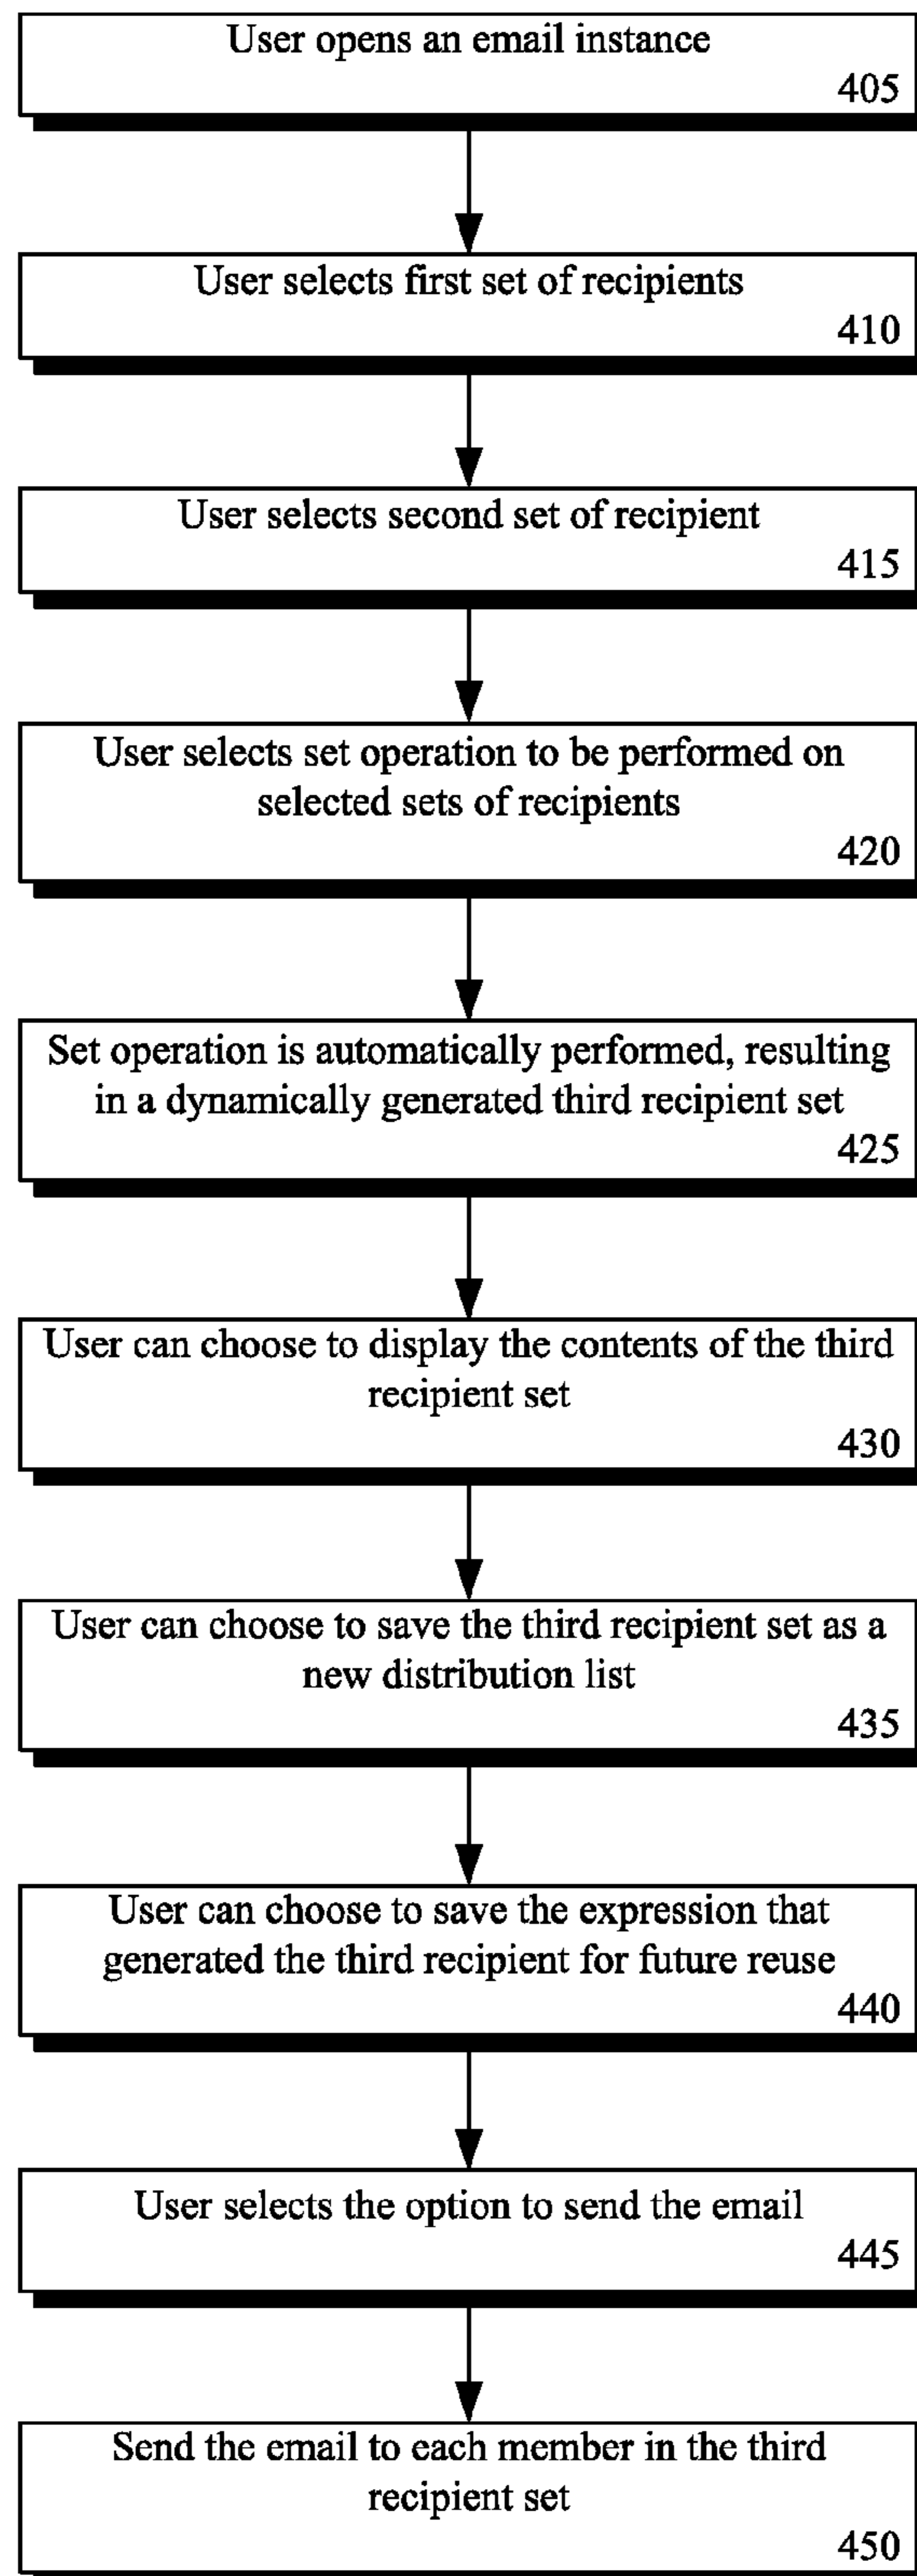 User opens an email instance
405
User selects first set of recipients
410
User selects second set of recipient
415
User selects set operation to be performed on
selected sets of recipients
420
Set operation is automatically performed, resulting
in a dynamically generated third recipient set
425
User can choose to display the contents of the third
recipient set
430
User can choose to save the third recipient set as a
new distribution list
435
User can choose to save the expression that
generated the third recipient for future reuse
440
User selects the option to send the email
445
Send the email to each member in the third
recipient set
450